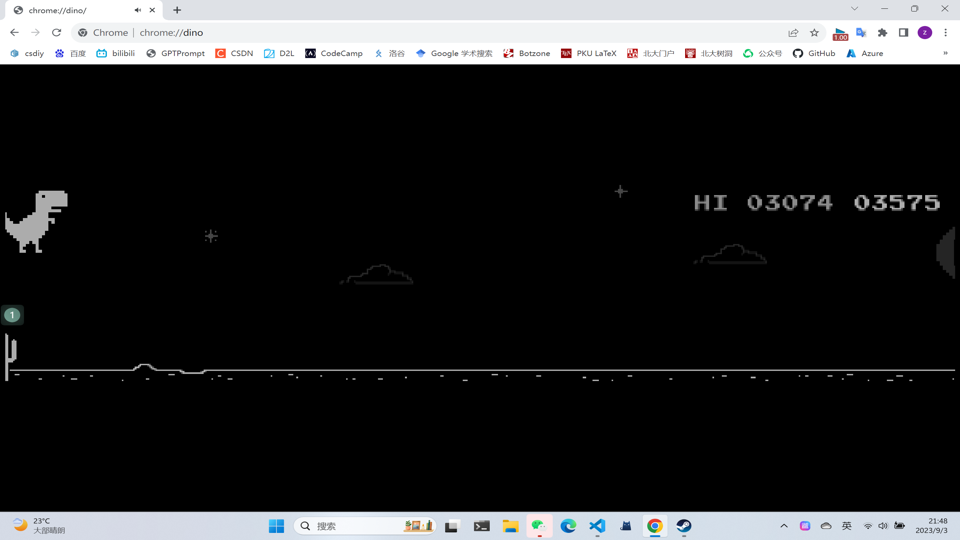 chrome://dino/
Chrome | chrome://dino
1.00
z
csdiy 百度 bilibili GPTPrompt CSDN D2L CodeCamp 洛谷 Google 学术搜索 Botzone PKU LaTeX 北大门户 北大树洞 公众号 GitHub Azure »
HI 03074 03575
1
23°C
大部晴朗
搜索
英
21:48
2023/9/3